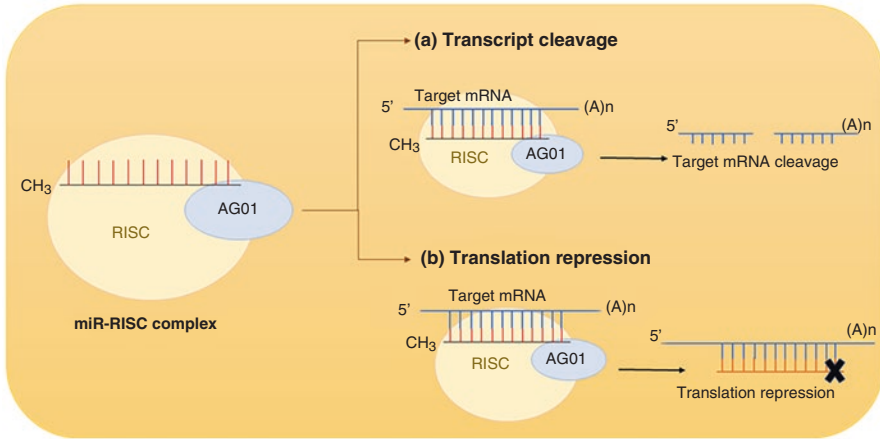 (a) Transcript cleavage
Target mRNA
5’
(A)n
CH3
RISC
AG01
5’
(A)n
Target mRNA cleavage
CH3
AG01
RISC
miR-RISC complex
(b) Translation repression
Target mRNA
5’
(A)n
CH3
RISC
AG01
5’
(A)n
Translation repression